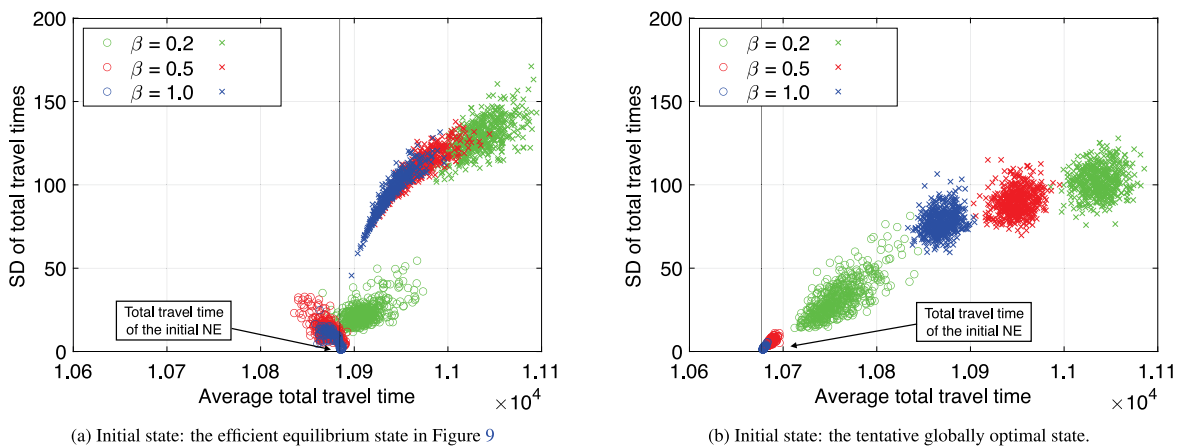 200
150
100
50
0
SD of total travel times
β = 0.2
β = 0.5
β = 1.0
Total travel time
of the initial NE
1.06 1.07 1.08 1.09 1.1 1.11
Average total travel time
×10⁴
(a) Initial state: the efficient equilibrium state in Figure 9
200
150
100
50
0
SD of total travel times
β = 0.2
β = 0.5
β = 1.0
Total travel time
of the initial NE
1.06 1.07 1.08 1.09 1.1 1.11
Average total travel time
×10⁴
(b) Initial state: the tentative globally optimal state.